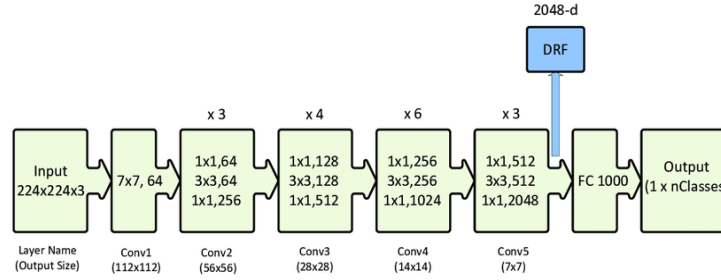 2048-d
DRF
x 3
x 4
x 6
x 3
Input
224x224x3
7x7, 64
1x1,64
3x3,64
1x1,256
1x1,128
3x3,128
1x1,512
1x1,256
3x3,256
1x1,1024
1x1,512
3x3,512
1x1,2048
FC 1000
Output
(1 x nClasses
Layer Name
(Output Size)
Conv1
(112x112)
Conv2
(56x56)
Conv3
(28x28)
Conv4
(14x14)
Conv5
(7x7)